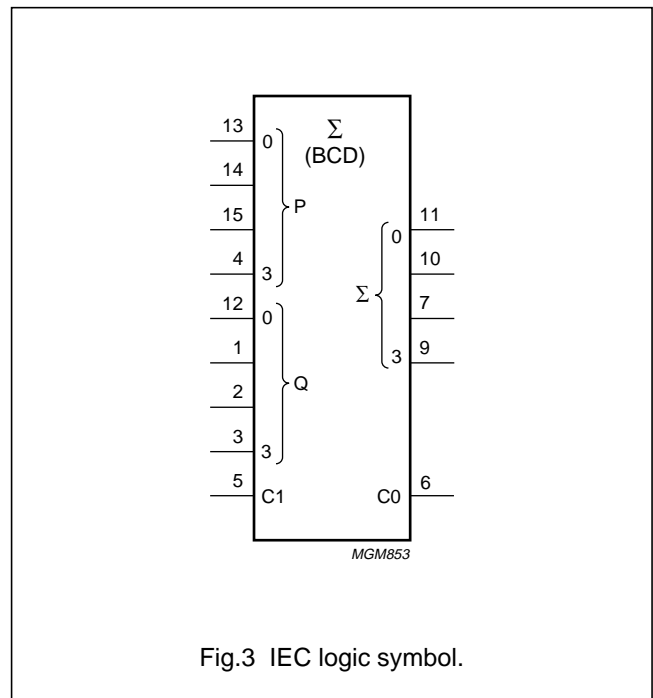 13 0 Σ
(BCD)
14
15 P 0 11
4 3 10
12 0 Σ 7
1 3 9
2 Q
3 3
5 C1 C0 6
MGM853
Fig.3 IEC logic symbol.